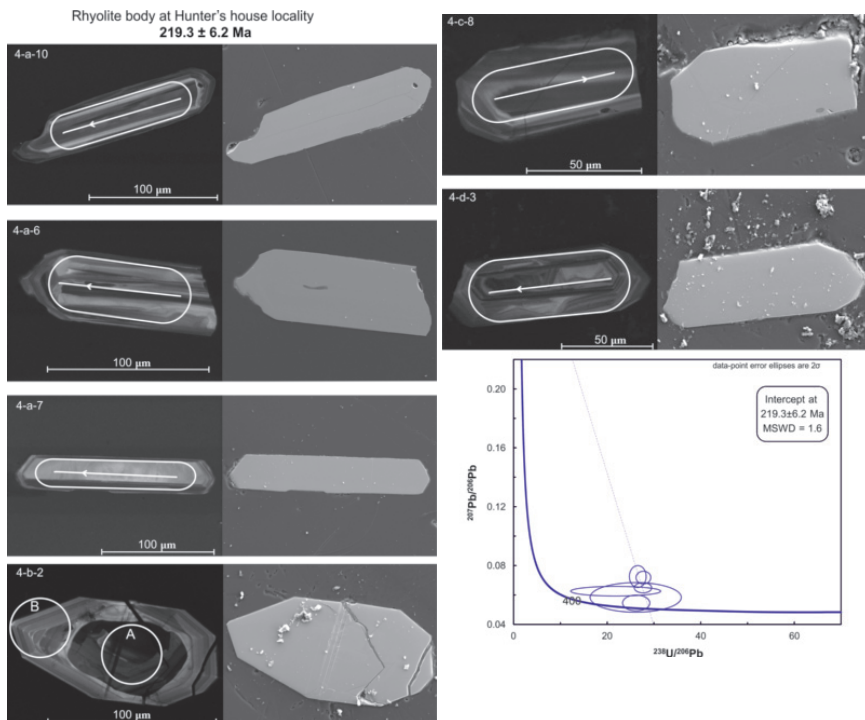 Rhyolite body at Hunter's house locality
219.3 ± 6.2 Ma
4-a-10
100 µm
4-a-6
100 µm
4-a-7
100 µm
4-b-2
B
A
100 µm
4-c-8
50 µm
4-d-3
50 µm
data-point error ellipses are 2σ
Intercept at
219.3±6.2 Ma
MSWD = 1.6
207Pb/206Pb
0.20
0.16
0.12
0.08
0.04
400
0 20 40 60
238U/206Pb